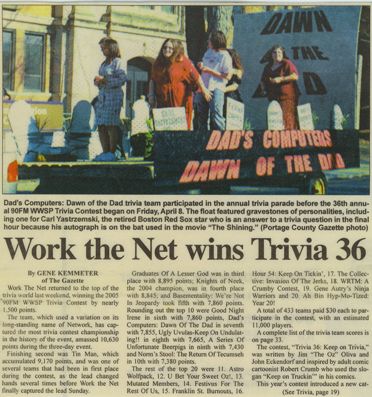 DAWN
OF THE
DAD
DAD'S COMPUTERS
DAWN OF THE DAD
Dad's Computers: Dawn of the Dad trivia team participated in the annual trivia parade before the 36th annu-
al 90FM WWSP Trivia Contest began on Friday, April 8. The float featured gravestones of personalities, includ-
ing one for Carl Yastrzemski, the retired Boston Red Sox star who is an answer to a trivia question in the final
hour because his autograph is on the bat used in the movie "The Shining." (Portage County Gazette photo)
Work the Net wins Trivia 36
By GENE KEMMETER
Of The Gazette
Work The Net returned to the top of the
trivia world last weekend, winning the 2005
90FM WWSP Trivia Contest by nearly
1,500 points.
The team, which used a variation on its
long-standing name of Network, has cap-
tured the most trivia contest championship
in the history of the event, amassed 10,630
points during the three-day event.
Finishing second was Tin Man, which
accumulated 9,170 points, and was one of
several teams that had been in first place
during the contest, as the lead changed
hands several times before Work the Net
finally captured the lead Sunday.
Graduates Of A Lesser God was in third
place with 8,895 points; Knights of Neek,
the 2004 champion, was in fourth place
with 8,845; and Bassmentality: We're Not
In Jeopardy took fifth with 7,860 points.
Rounding out the top 10 were Good Night
Irene in sixth with 7,860 points, Dad's
Computers: Dawn Of The Dad in seventh
with 7,855, Ugly Uvulas-Keep On Undulat-
ing!! in eighth with 7,665, A Series Of
Unfortunate Beerpigs in ninth with 7,430
and Norm's Stool: The Return Of Tecumseh
in 10th with 7,380 points.
The rest of the top 20 were 11. Astro
Wolfpack, 12. U Bet Your Sweet Oz!, 13.
Mutated Members, 14. Festivus For The
Rest Of Us, 15. Franklin St. Burnouts, 16.
Hour 54: Keep On Tickin', 17. The Collec-
tive: Invasion Of The Jerks, 18. WRTA: 4
Crunchy Contest, 19. Gene Autry's Ninja
Warriors and 20. Ah Bin Hyp-Mo-Tized:
Year 20!
A total of 453 teams paid $30 each to par-
ticipate in the contest, with an estimated
11,000 players.
A complete list of the trivia team scores is
on page 33.
The contest, "Trivia 36: Keep on Trivia,"
was written by Jim "The Oz" Oliva and
John Eckendorf and inspired by adult comic
cartoonist Robert Crumb who used the slo-
gan "Keep on Truckin'" in his comics.
This year's contest introduced a new cat-
(See Trivia, page 19)